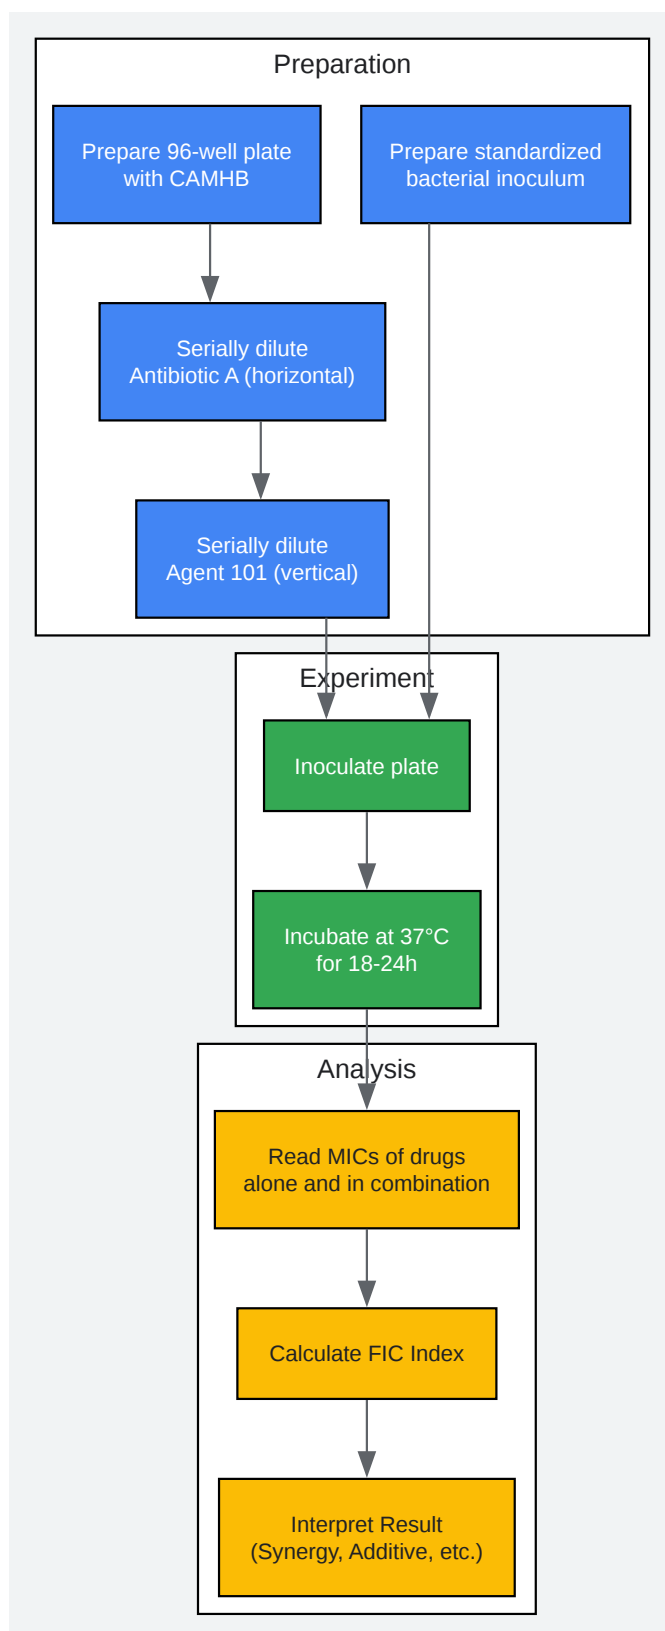 Preparation
Prepare 96-well plate
with CAMHB
Prepare standardized
bacterial inoculum
Serially dilute
Antibiotic A (horizontal)
Serially dilute
Agent 101 (vertical)
Experiment
Inoculate plate
Incubate at 37°C
for 18-24h
Analysis
Read MICs of drugs
alone and in combination
Calculate FIC Index
Interpret Result
(Synergy, Additive, etc.)